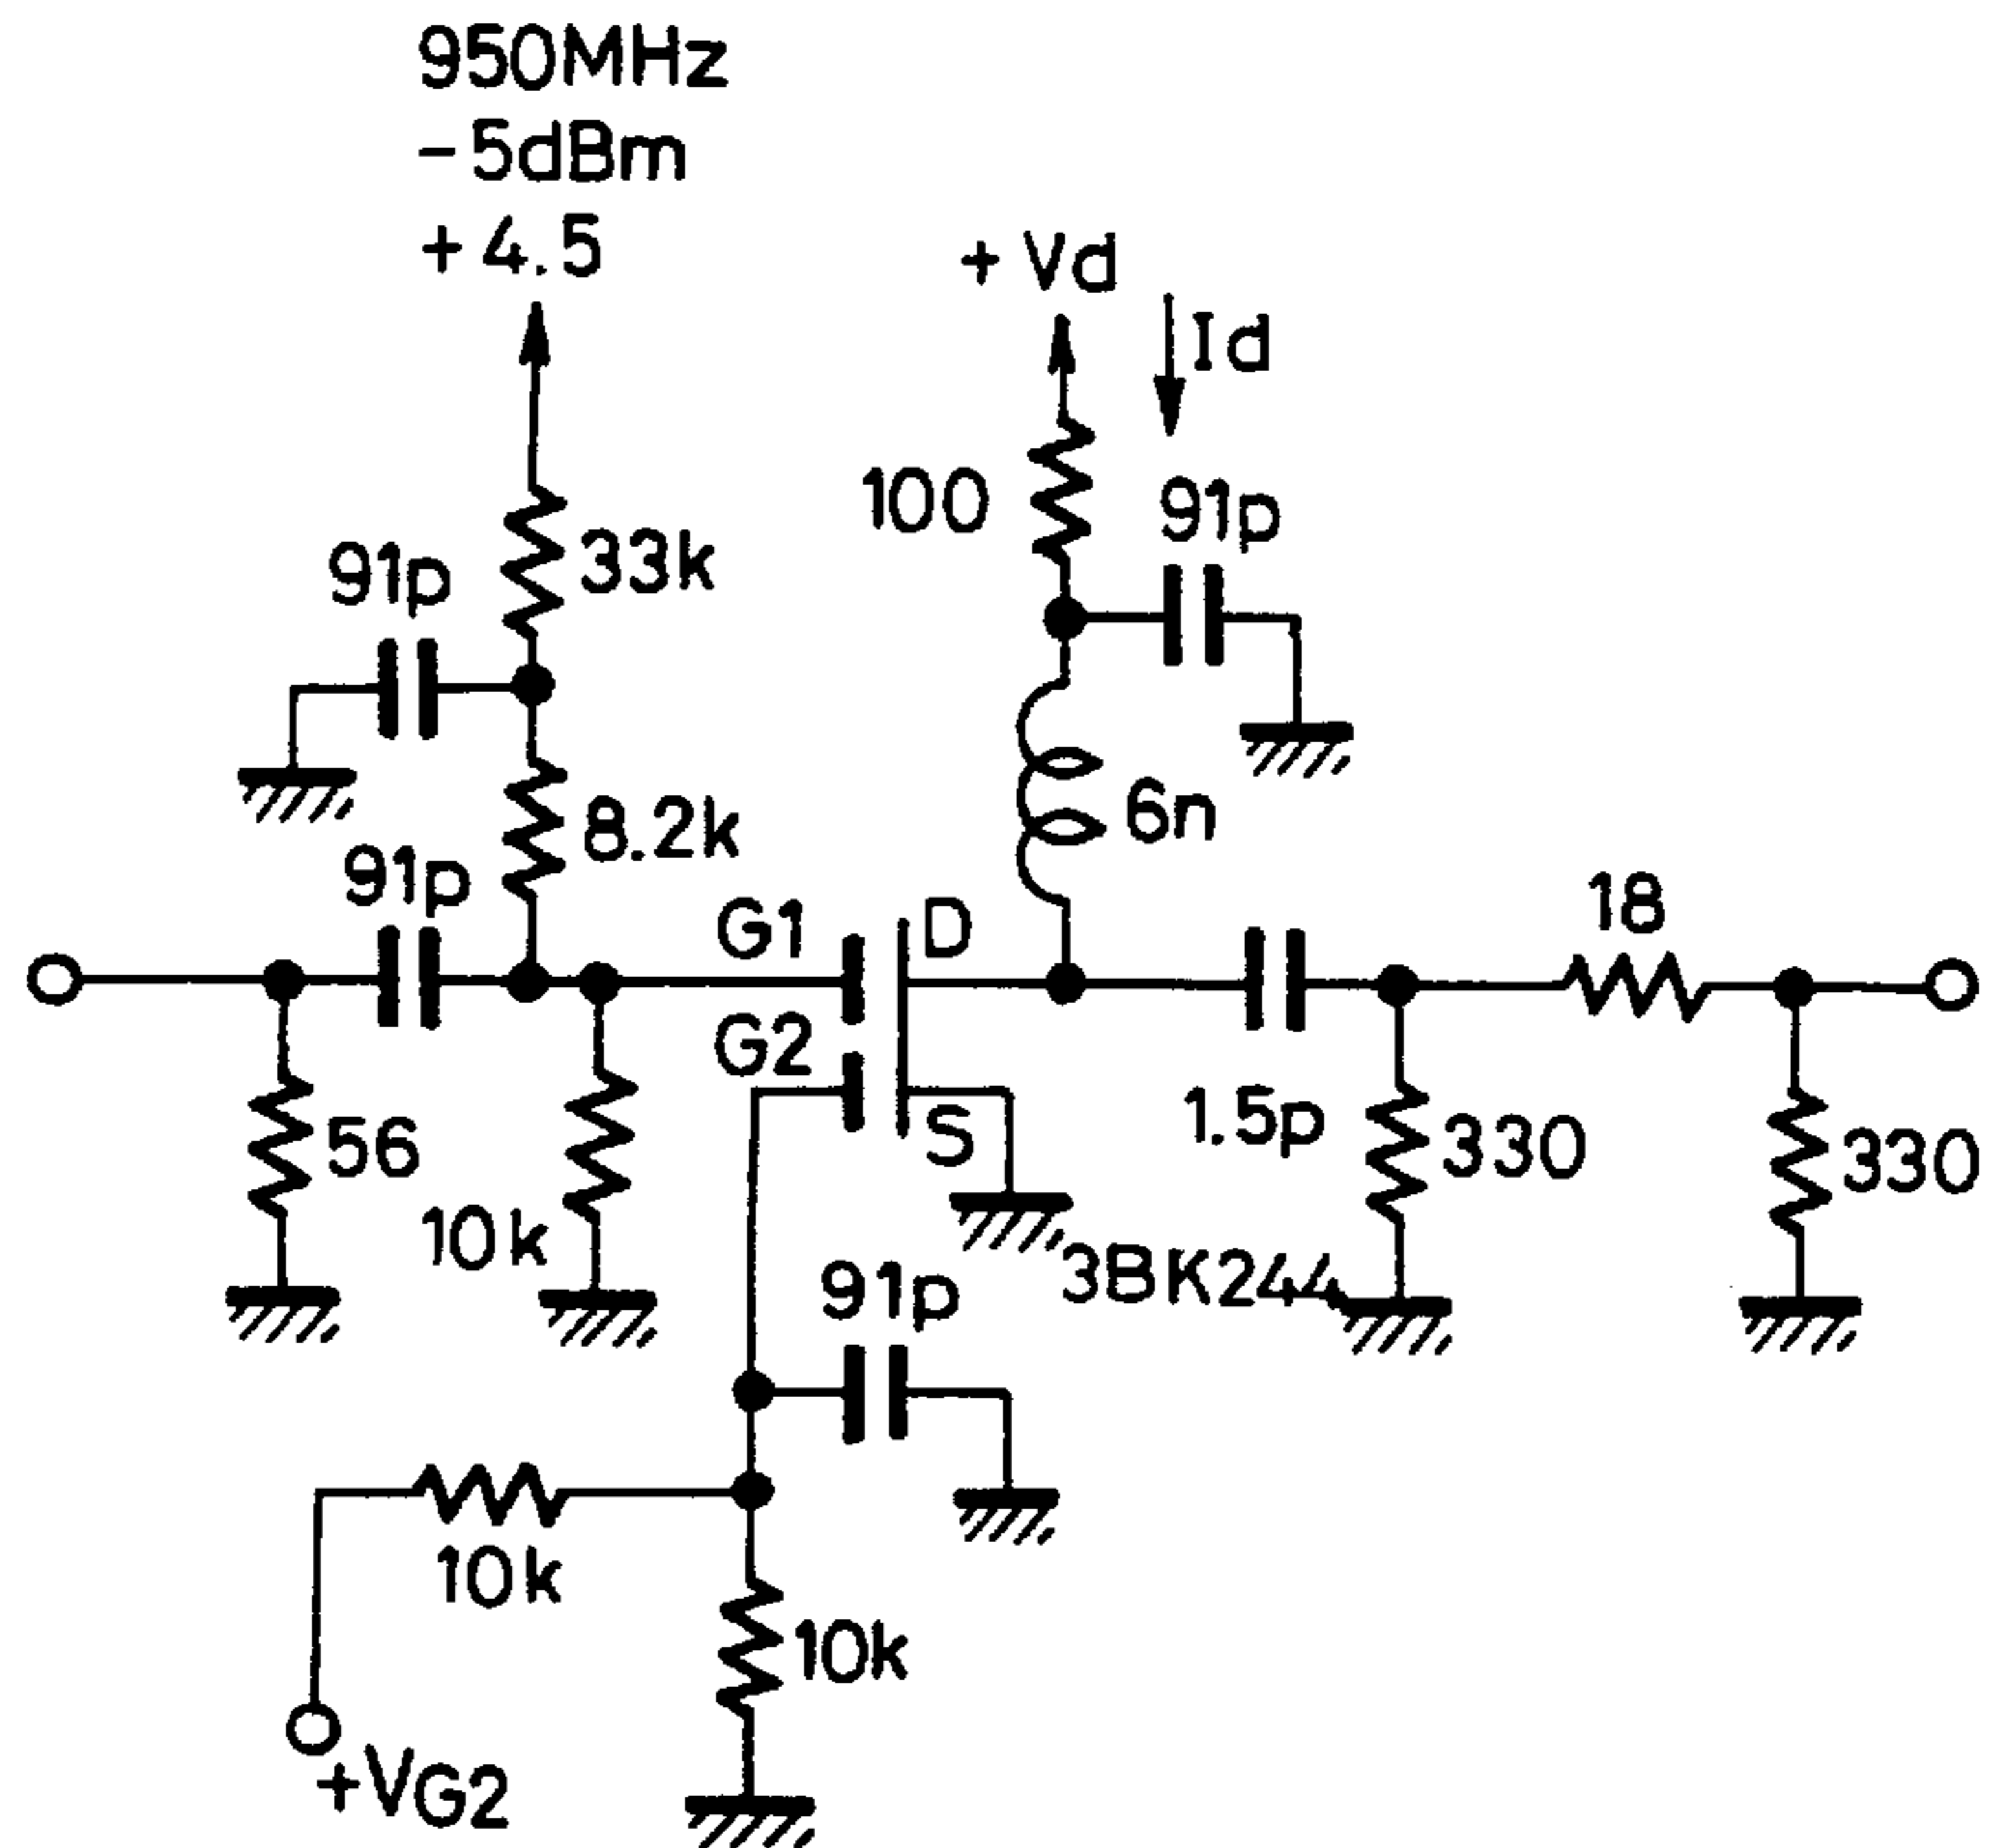 950MHz
-5dBm
+4.5
+Vd
Id
100
91p
33k
91p
6n
8.2k
91p
G1
D
18
G2
S
1.5p
56
330
330
10k
3BK244
91p
10k
10k
+VG2